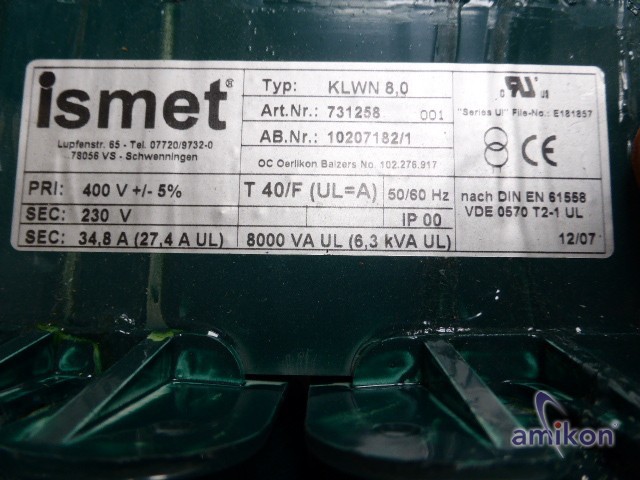 ismet®
Lupfenstr. 65 - Tel. 07720/9732-0
78056 VS - Schwenningen
Typ: KLWN 8,0
Art.Nr.: 731258 001
AB.Nr.: 10207182/1
OC Oerlikon Balzers No. 102.276.917
c RU us
"Series UI" File-No.: E181857
CE
PRI: 400 V +/- 5%
T 40/F (UL=A) 50/60 Hz
SEC: 230 V
IP 00
SEC: 34,8 A (27,4 A UL)
8000 VA UL (6,3 kVA UL)
nach DIN EN 61558
VDE 0570 T2-1 UL
12/07
amikon